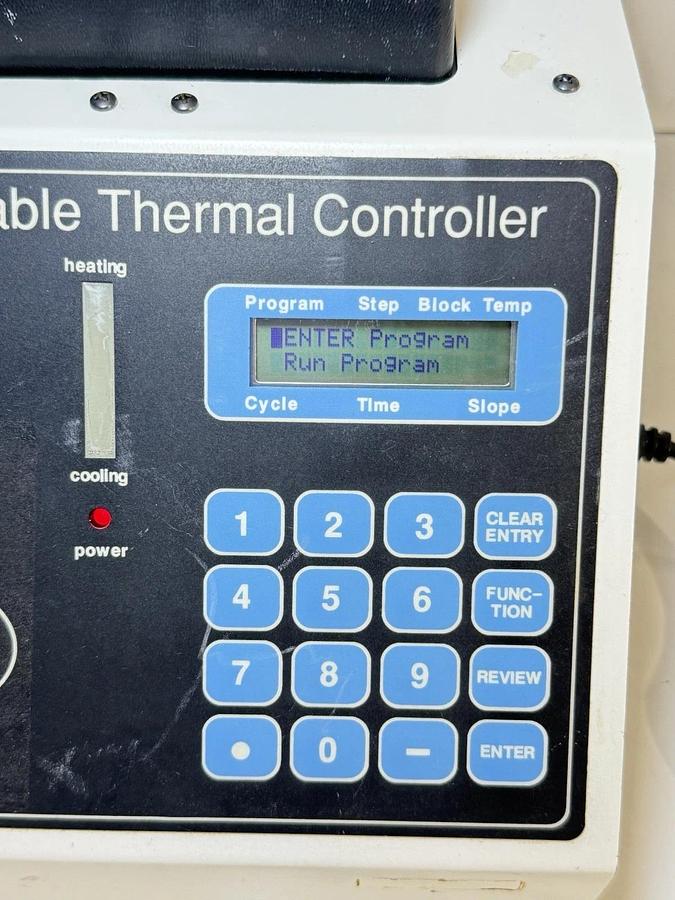 able Thermal Controller
heating
Program Step Block Temp
ENTER Program
Run Program
Cycle Time Slope
cooling
power
1 2 3 CLEAR ENTRY
4 5 6 FUNC-TION
7 8 9 REVIEW
• 0 – ENTER